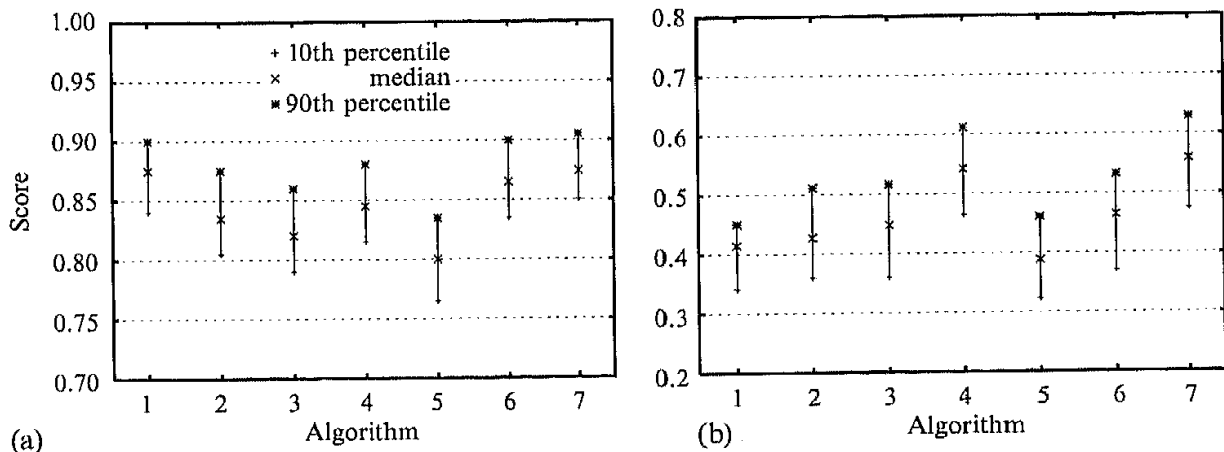 1.00
0.95
0.90
0.85
0.80
0.75
0.70
Score
+ 10th percentile
× median
✱ 90th percentile
1 2 3 4 5 6 7
Algorithm
(a)
0.8
0.7
0.6
0.5
0.4
0.3
0.2
1 2 3 4 5 6 7
Algorithm
(b)